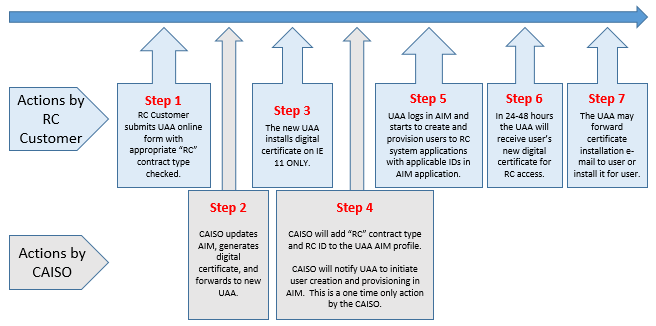 Actions by
RC
Customer
Step 1
RC Customer
submits UAA online
form with
appropriate “RC”
contract type
checked.
Step 3
The new UAA
installs digital
certificate on IE
11 ONLY.
Step 5
UAA logs in AIM and
starts to create and
provision users to RC
system applications
with applicable IDs in
AIM application.
Step 6
In 24-48 hours
the UAA will
receive user’s
new digital
certificate for
RC access.
Step 7
The UAA may
forward
certificate
installation e-
mail to user or
install it for user.
Actions by
CAISO
Step 2
CAISO updates
AIM, generates
digital
certificate, and
forwards to new
UAA.
Step 4
CAISO will add “RC” contract type
and RC ID to the UAA AIM profile.
CAISO will notify UAA to initiate
user creation and provisioning in
AIM. This is a one time only action
by the CAISO.